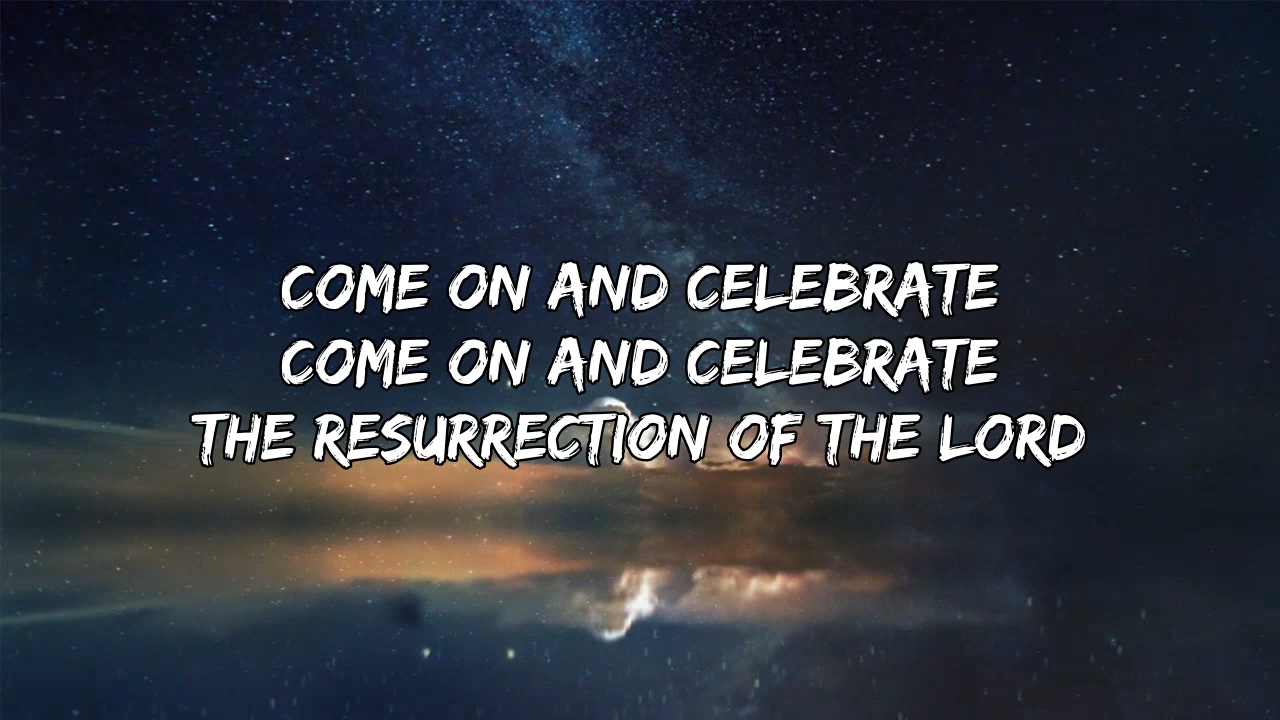 COME ON AND CELEBRATE
COME ON AND CELEBRATE
THE RESURRECTION OF THE LORD